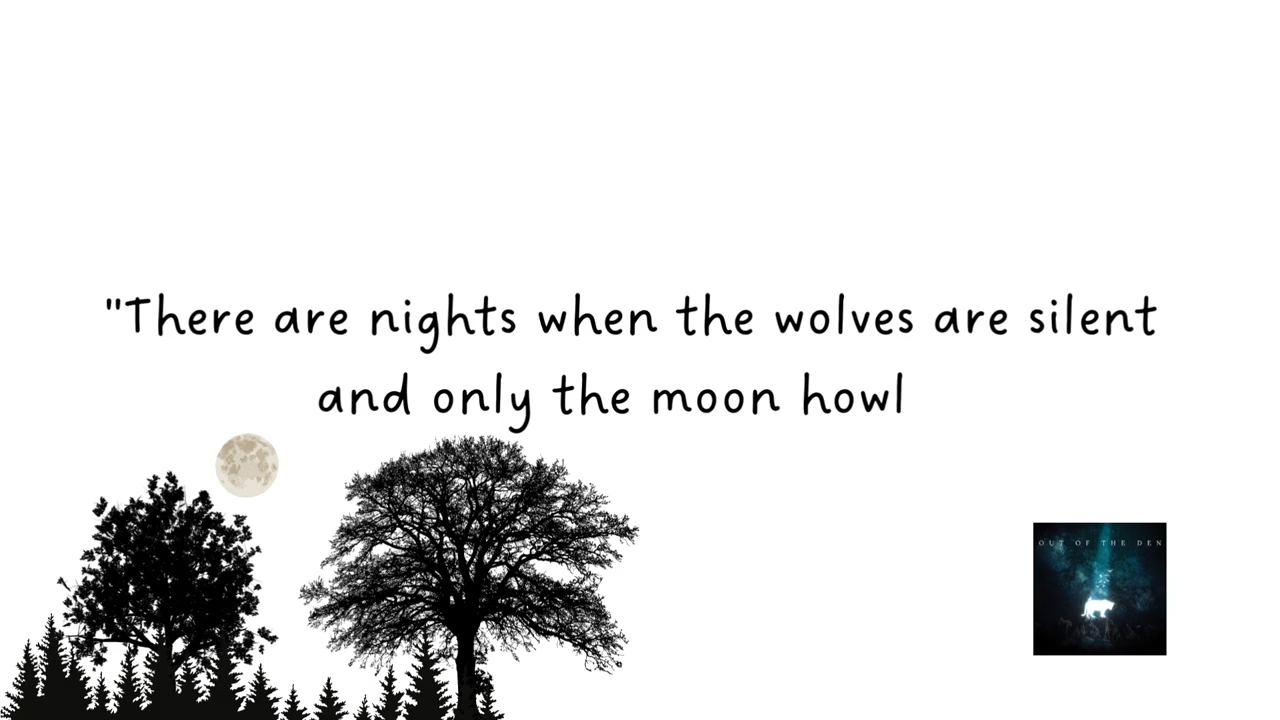 "There are nights when the wolves are silent
and only the moon howl
OUT OF THE DEN